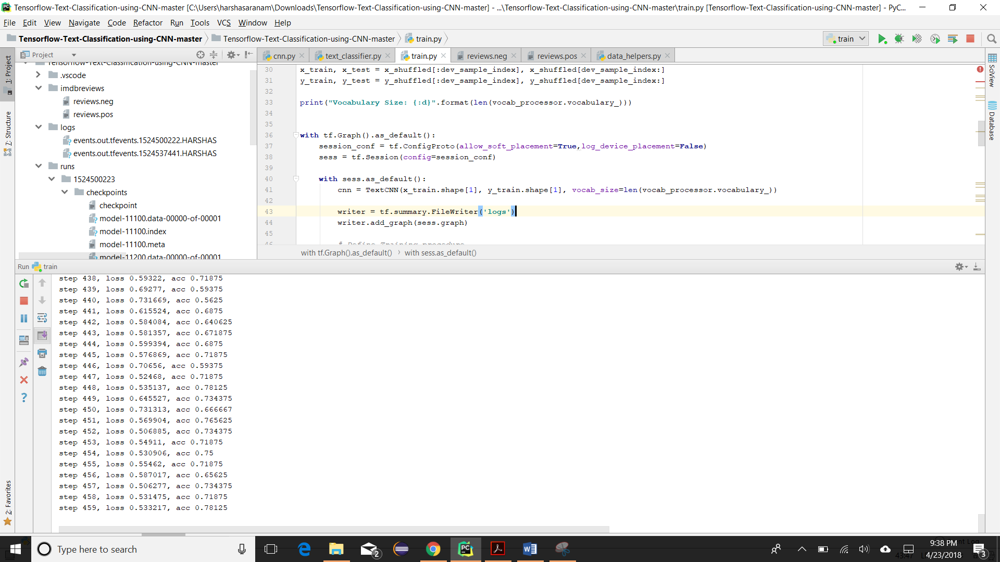 Tensorflow-Text-Classification-using-CNN-master [C:\Users\harshasaranam\Downloads\Tensorflow-Text-Classification-using-CNN-master] - ...\Tensorflow-Text-Classification-using-CNN-master\train.py [Tensorflow-Text-Classification-using-CNN-master] - PyC...
File Edit View Navigate Code Refactor Run Tools VCS Window Help
Tensorflow-Text-Classification-using-CNN-master Tensorflow-Text-Classification-using-CNN-master train.py
train
1: Project
7: Structure
2: Favorites
Project
Tensorflow-Text-Classification-using-CNN-master
.vscode
imdbreviews
reviews.neg
reviews.pos
logs
events.out.tfevents.1524500222.HARSHAS
events.out.tfevents.1524537441.HARSHAS
runs
1524500223
checkpoints
checkpoint
model-11100.data-00000-of-00001
model-11100.index
model-11100.meta
model-11200.data-00000-of-00001
cnn.py text_classifier.py train.py reviews.neg reviews.pos data_helpers.py
30 x_train, x_test = x_shuffled[:dev_sample_index], x_shuffled[dev_sample_index:]
31 y_train, y_test = y_shuffled[:dev_sample_index], y_shuffled[dev_sample_index:]
32
33 print("Vocabulary Size: {:d}".format(len(vocab_processor.vocabulary_)))
34
35
36 with tf.Graph().as_default():
37 session_conf = tf.ConfigProto(allow_soft_placement=True,log_device_placement=False)
38 sess = tf.Session(config=session_conf)
39
40 with sess.as_default():
41 cnn = TextCNN(x_train.shape[1], y_train.shape[1], vocab_size=len(vocab_processor.vocabulary_))
42
43 writer = tf.summary.FileWriter('logs')
44 writer.add_graph(sess.graph)
45
46 # Define Training procedure
with tf.Graph().as_default() with sess.as_default()
SciView
Database
Run train
step 438, loss 0.59322, acc 0.71875
step 439, loss 0.69277, acc 0.59375
step 440, loss 0.731669, acc 0.5625
step 441, loss 0.615524, acc 0.6875
step 442, loss 0.584084, acc 0.640625
step 443, loss 0.581357, acc 0.671875
step 444, loss 0.599394, acc 0.6875
step 445, loss 0.576869, acc 0.71875
step 446, loss 0.70656, acc 0.59375
step 447, loss 0.52468, acc 0.71875
step 448, loss 0.535137, acc 0.78125
step 449, loss 0.645527, acc 0.734375
step 450, loss 0.731313, acc 0.666667
step 451, loss 0.569904, acc 0.765625
step 452, loss 0.506885, acc 0.734375
step 453, loss 0.54911, acc 0.71875
step 454, loss 0.530906, acc 0.75
step 455, loss 0.55462, acc 0.71875
step 456, loss 0.587017, acc 0.65625
step 457, loss 0.506277, acc 0.734375
step 458, loss 0.531475, acc 0.71875
step 459, loss 0.533217, acc 0.78125
Type here to search
2
PC
9:38 PM
4/23/2018
3